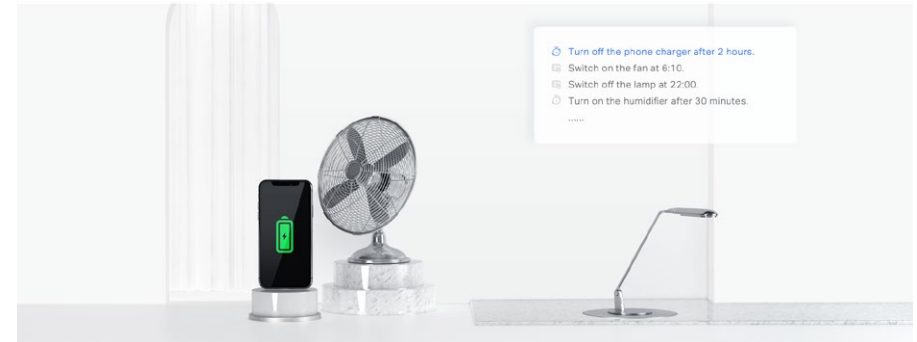 Turn off the phone charger after 2 hours.
Switch on the fan at 6:10.
Switch off the lamp at 22:00.
Turn on the humidifier after 30 minutes.
......